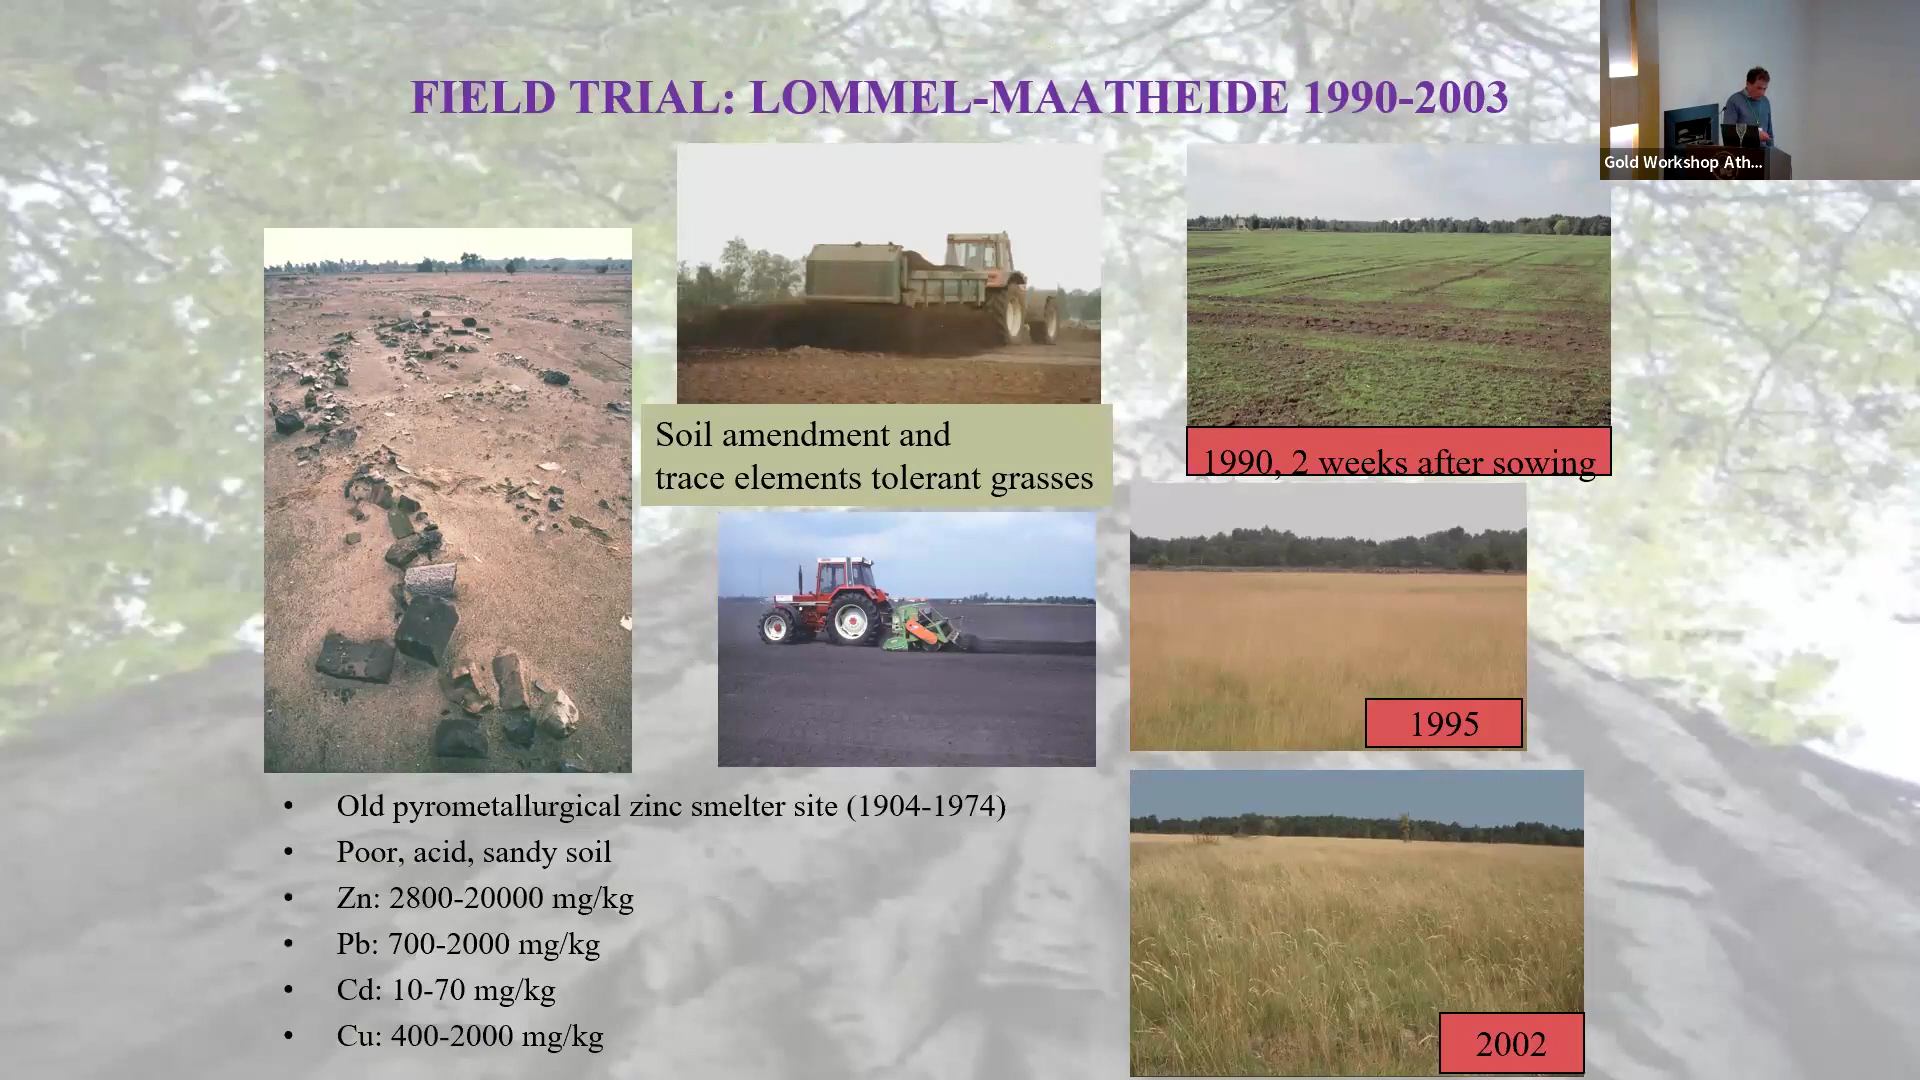 FIELD TRIAL: LOMMEL-MAATHEIDE 1990-2003
Gold Workshop Ath...
Soil amendment and
trace elements tolerant grasses
1990, 2 weeks after sowing
1995
• Old pyrometallurgical zinc smelter site (1904-1974)
• Poor, acid, sandy soil
• Zn: 2800-20000 mg/kg
• Pb: 700-2000 mg/kg
• Cd: 10-70 mg/kg
• Cu: 400-2000 mg/kg
2002